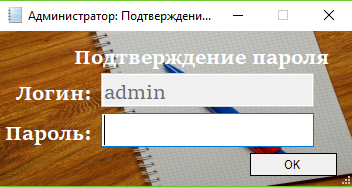 Администратор: Подтверждени...
Подтверждение пароля
Логин: admin
Пароль:
OK